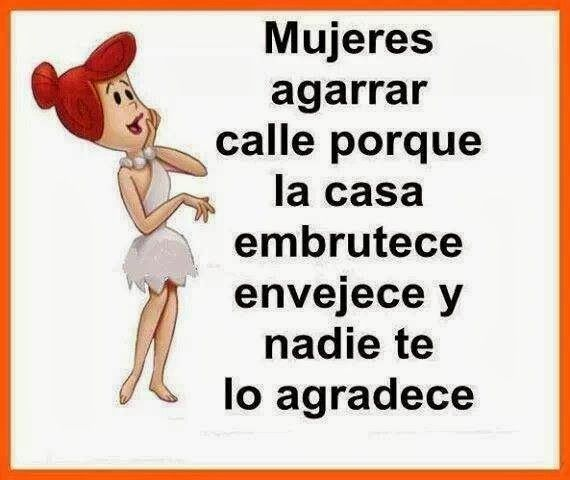 Mujeres
agarrar
calle porque
la casa
embrutece
envejece y
nadie te
lo agradece